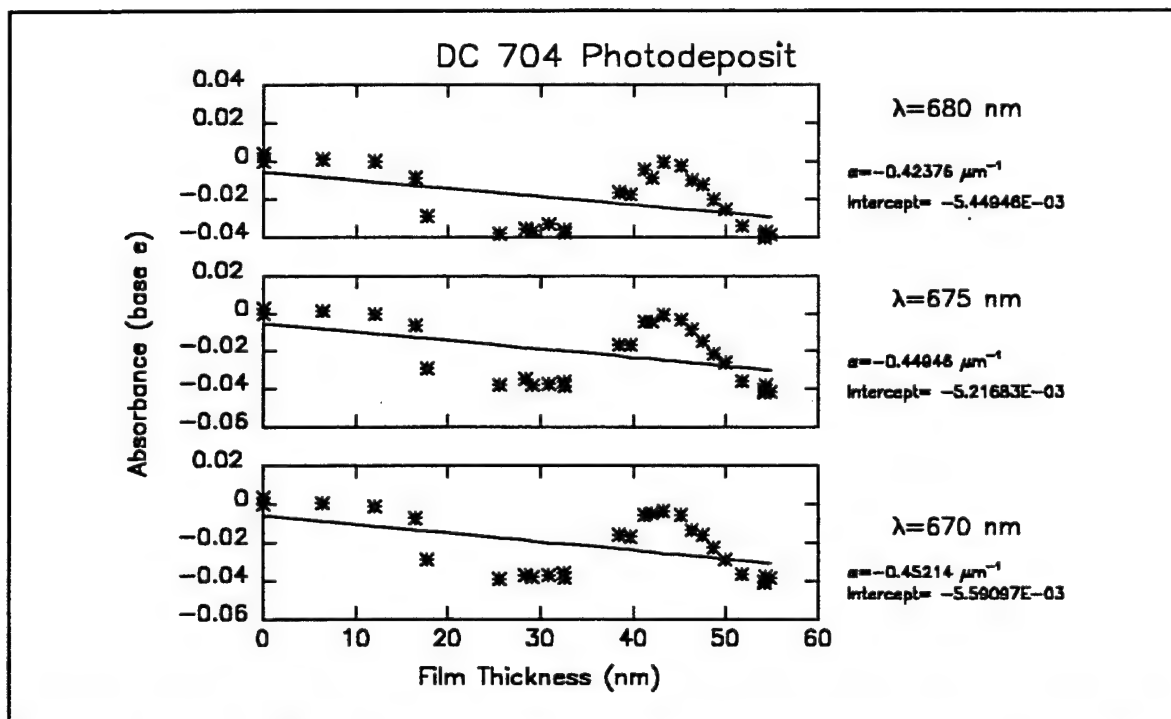 DC 704 Photodeposit
0.04
0.02
0
−0.02
−0.04
λ=680 nm
α=−0.42376 μm⁻¹
Intercept= −5.44946E−03
Absorbance (base e)
0.02
0
−0.02
−0.04
−0.06
λ=675 nm
α=−0.44946 μm⁻¹
Intercept= −5.21683E−03
0.02
0
−0.02
−0.04
−0.06
λ=670 nm
α=−0.45214 μm⁻¹
Intercept= −5.59097E−03
0 10 20 30 40 50 60
Film Thickness (nm)